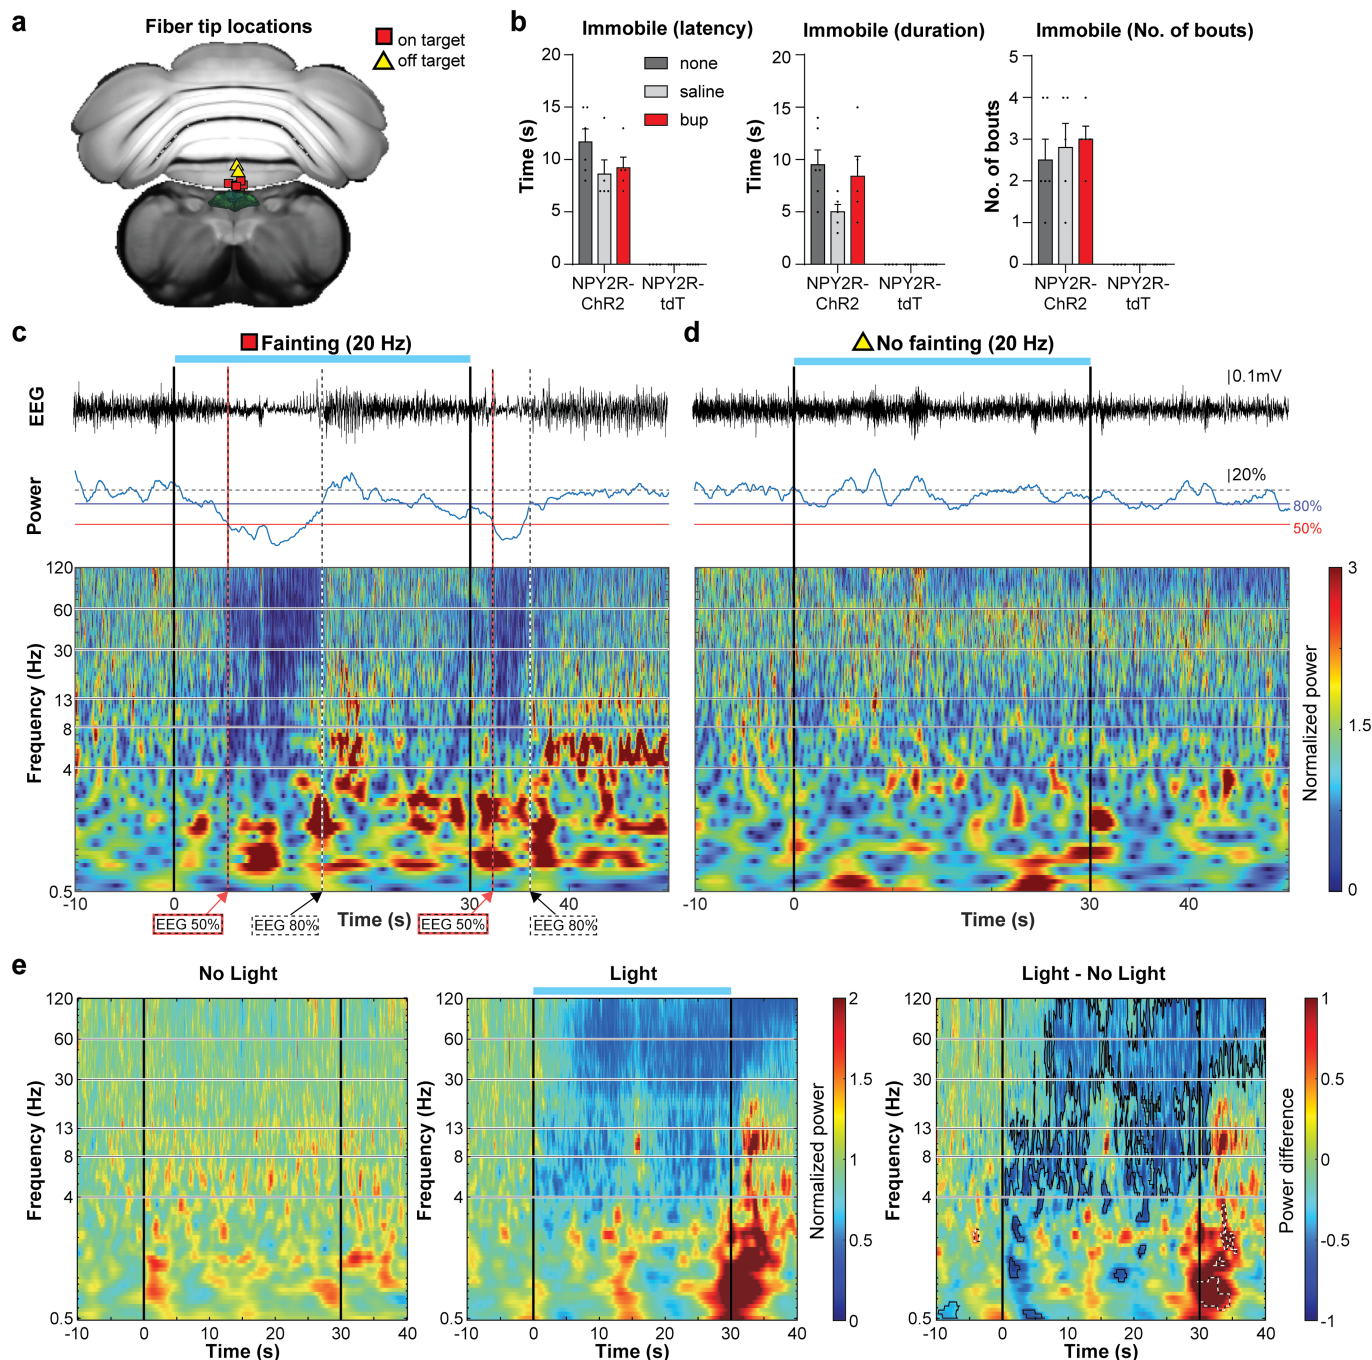 a
Fiber tip locations
on target
off target
b
Immobile (latency)
Time (s)
20
15
10
5
0
none
saline
bup
NPY2R-
ChR2
NPY2R-
tdT
Immobile (duration)
Time (s)
20
15
10
5
0
NPY2R-
ChR2
NPY2R-
tdT
Immobile (No. of bouts)
No. of bouts
5
4
3
2
1
0
NPY2R-
ChR2
NPY2R-
tdT
c
Fainting (20 Hz)
EEG
Power
Frequency (Hz)
120
60
30
13
8
4
0.5
-10
0
30
40
Time (s)
EEG 50%
EEG 80%
EEG 50%
EEG 80%
d
No fainting (20 Hz)
0.1mV
20%
80%
50%
-10
0
30
40
Time (s)
3
1.5
0
Normalized power
e
No Light
Frequency (Hz)
120
60
30
13
8
4
0.5
-10
0
10
20
30
40
Time (s)
Light
Frequency (Hz)
120
60
30
13
8
4
0.5
-10
0
10
20
30
40
Time (s)
2
1.5
1
0.5
0
Normalized power
Light - No Light
Frequency (Hz)
120
60
30
13
8
4
0.5
-10
0
10
20
30
40
Time (s)
1
0.5
0
-0.5
-1
Power difference